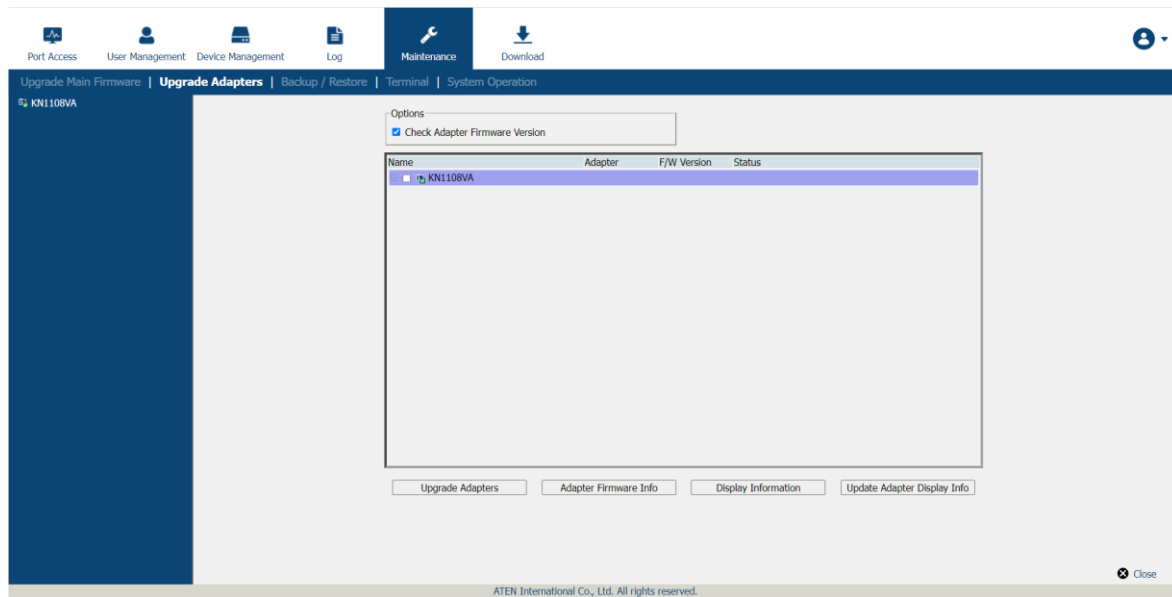 Port Access User Management Device Management Log Maintenance Download
Upgrade Main Firmware | Upgrade Adapters | Backup / Restore | Terminal | System Operation
KN1108VA
Options
Check Adapter Firmware Version
Name Adapter F/W Version Status
KN1108VA
Upgrade Adapters Adapter Firmware Info Display Information Update Adapter Display Info
Close
ATEN International Co., Ltd. All rights reserved.